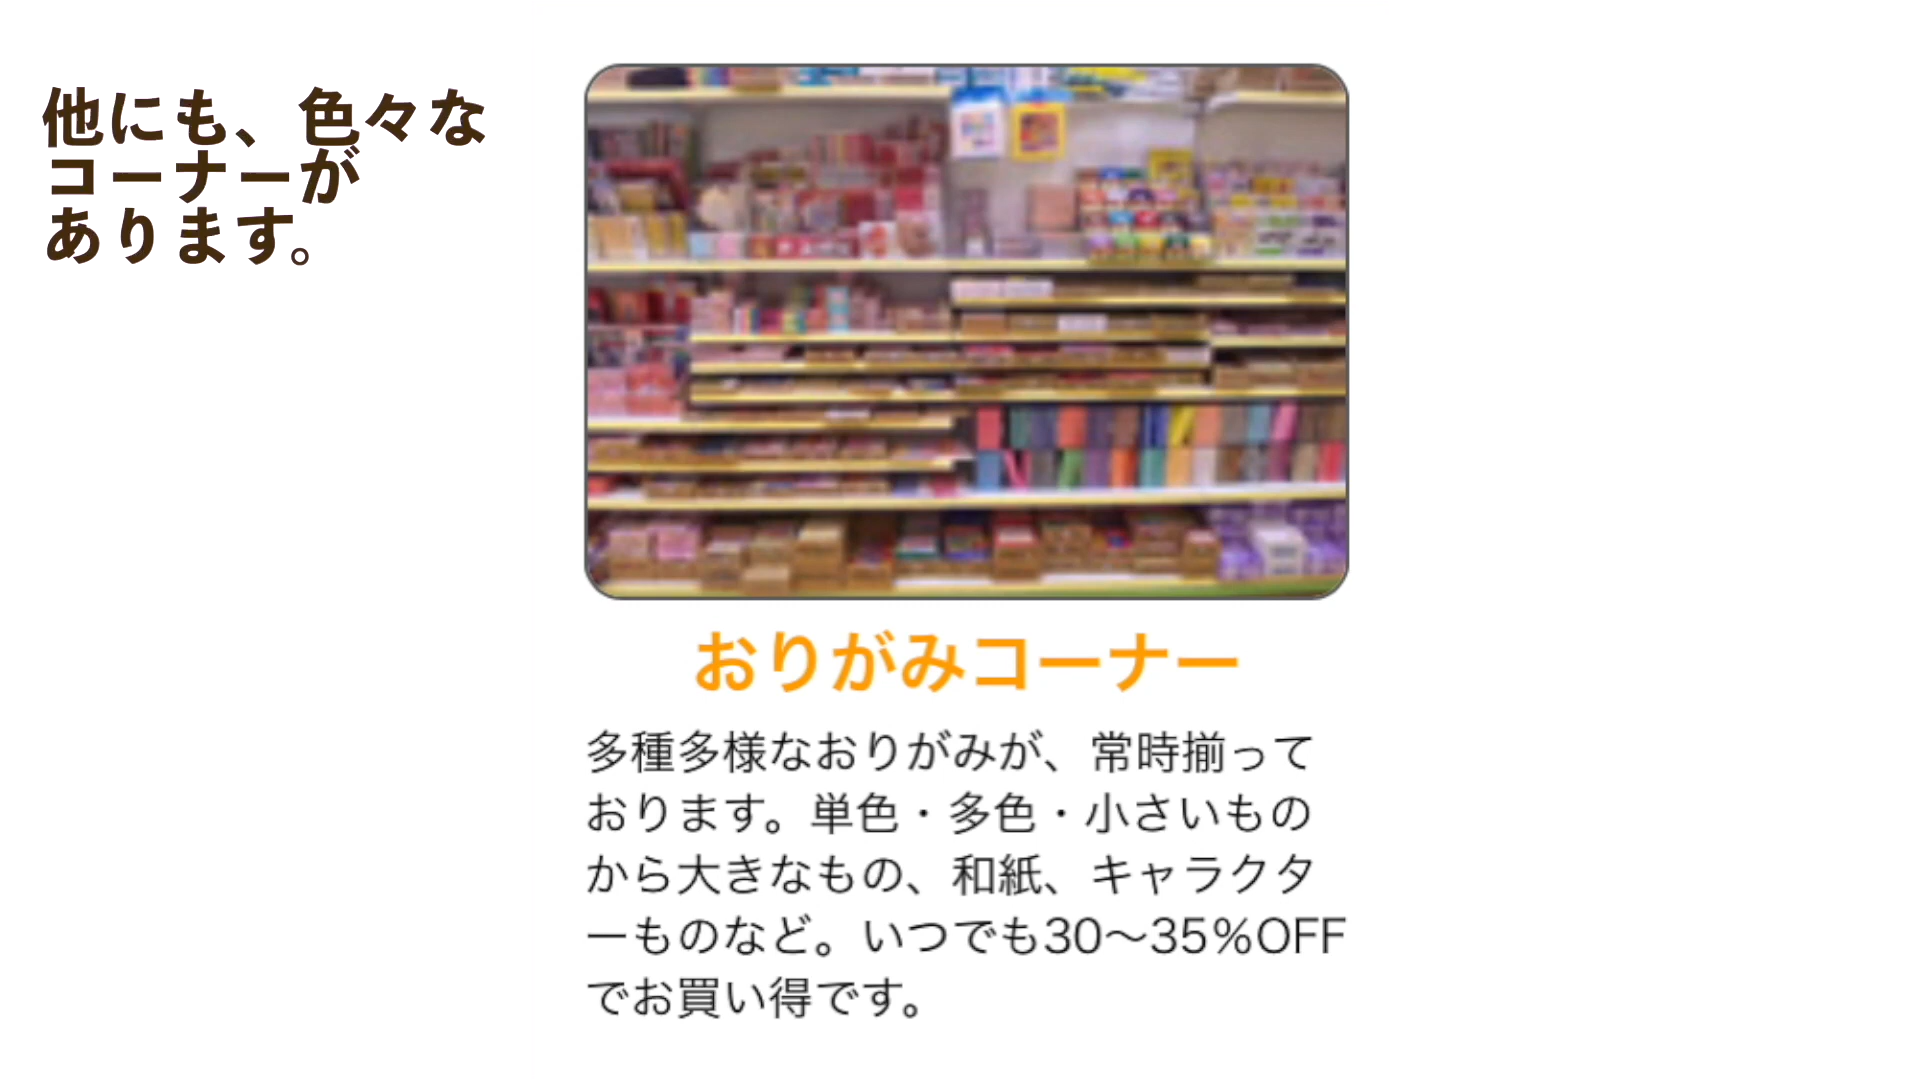 他にも、色々な
コーナーが
あります。
おりがみコーナー
多種多様なおりがみが、常時揃って
おります。単色・多色・小さいもの
から大きなもの、和紙、キャラクタ
ーものなど。いつでも30〜35%OFF
でお買い得です。